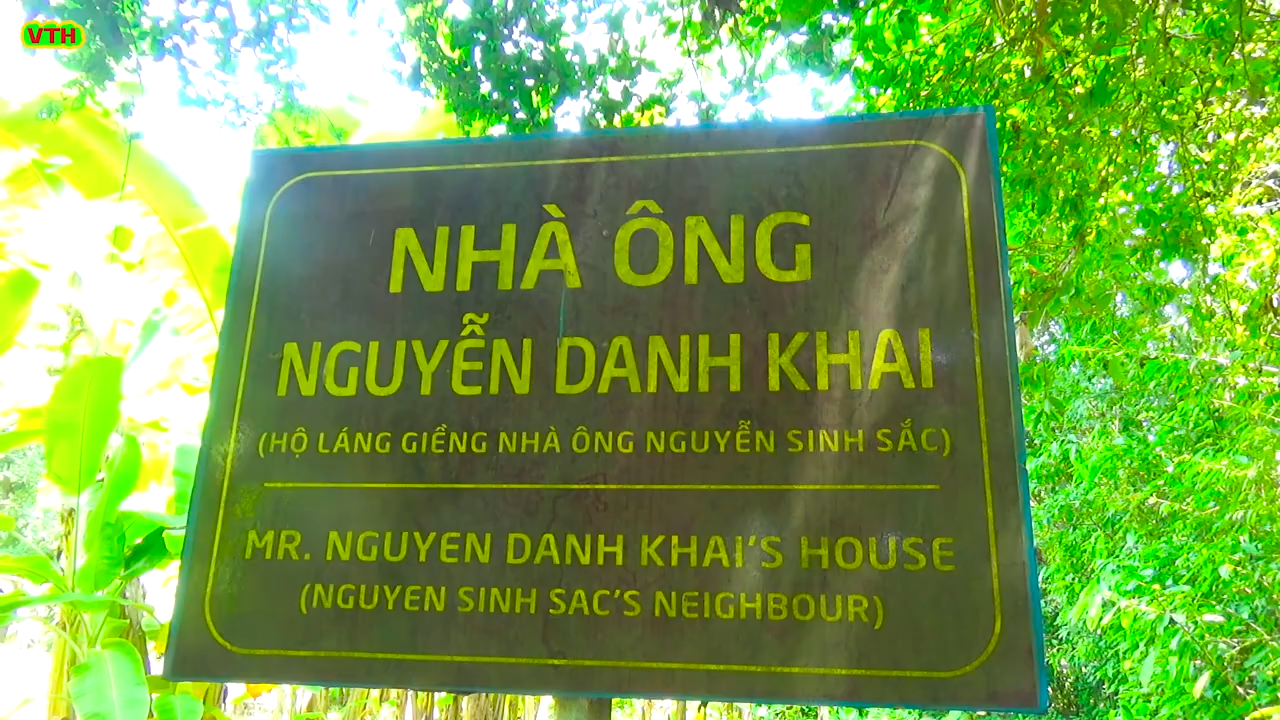 VTH
NHÀ ÔNG
NGUYỄN DANH KHAI
(HỘ LÁNG GIỀNG NHÀ ÔNG NGUYỄN SINH SẮC)
MR. NGUYEN DANH KHAI'S HOUSE
(NGUYEN SINH SAC'S NEIGHBOUR)